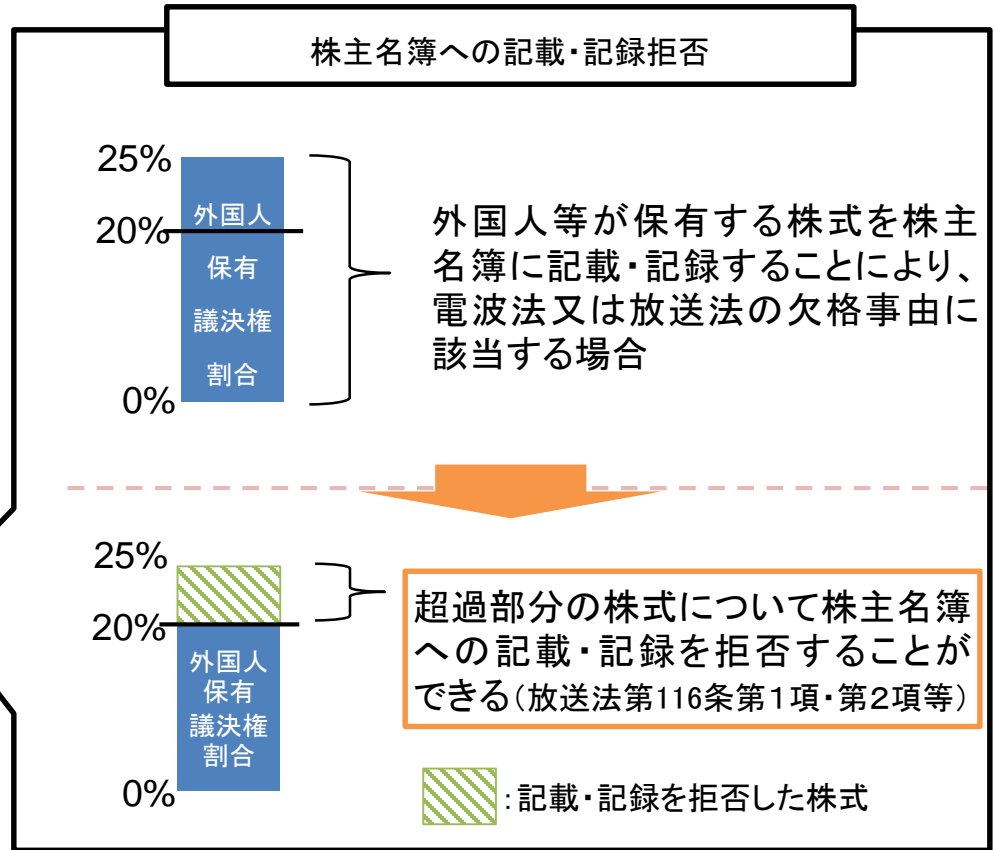 株主名簿への記載・記録拒否
25%
20%
0%
外国人
保有
議決権
割合
外国人等が保有する株式を株主
名簿に記載・記録することにより、
電波法又は放送法の欠格事由に
該当する場合
25%
20%
0%
外国人
保有
議決権
割合
超過部分の株式について株主名簿
への記載・記録を拒否することが
できる(放送法第116条第1項・第2項等)
:記載・記録を拒否した株式